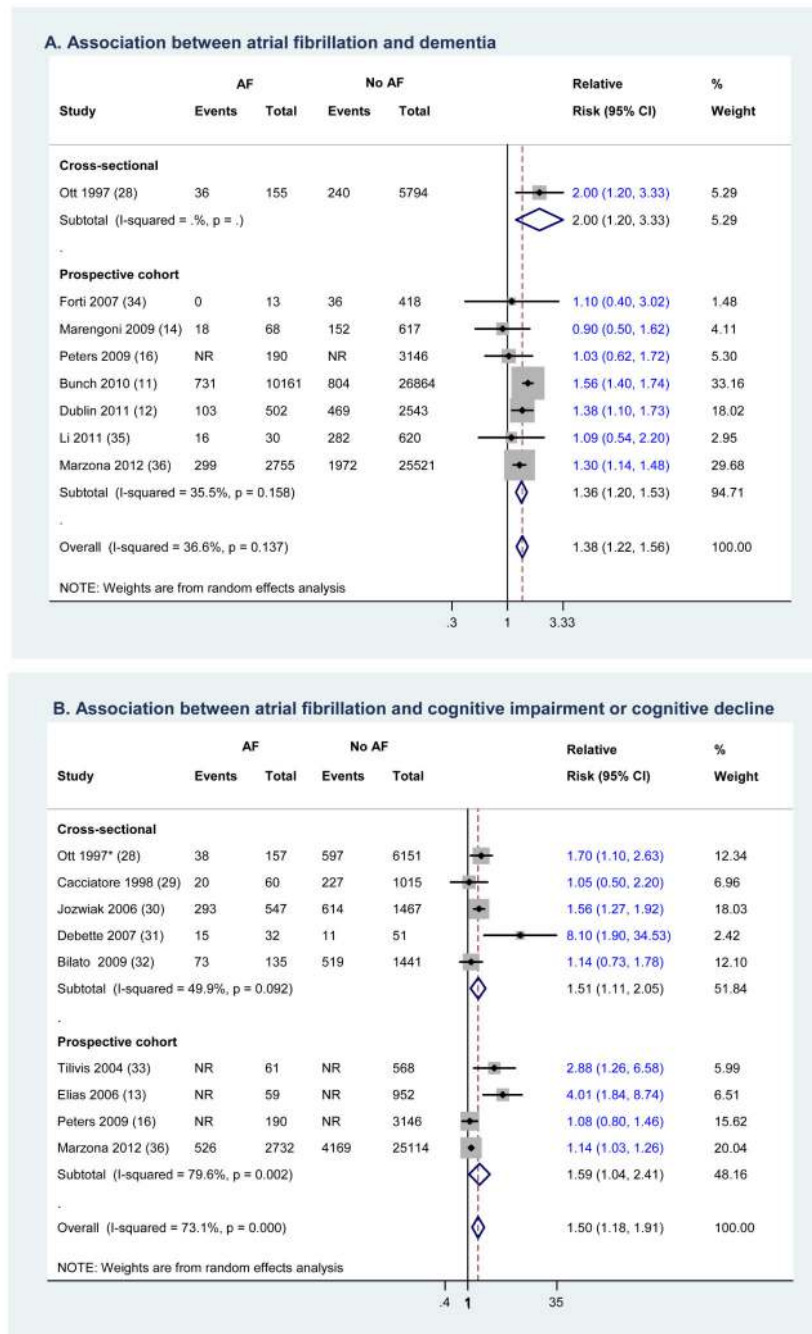 A. Association between atrial fibrillation and dementia
AF No AF Relative %
Study Events Total Events Total Risk (95% CI) Weight
Cross-sectional
Ott 1997 (28) 36 155 240 5794 2.00 (1.20, 3.33) 5.29
Subtotal (I-squared = .%, p = .) 2.00 (1.20, 3.33) 5.29
.
Prospective cohort
Forti 2007 (34) 0 13 36 418 1.10 (0.40, 3.02) 1.48
Marengoni 2009 (14) 18 68 152 617 0.90 (0.50, 1.62) 4.11
Peters 2009 (16) NR 190 NR 3146 1.03 (0.62, 1.72) 5.30
Bunch 2010 (11) 731 10161 804 26864 1.56 (1.40, 1.74) 33.16
Dublin 2011 (12) 103 502 469 2543 1.38 (1.10, 1.73) 18.02
Li 2011 (35) 16 30 282 620 1.09 (0.54, 2.20) 2.95
Marzona 2012 (36) 299 2755 1972 25521 1.30 (1.14, 1.48) 29.68
Subtotal (I-squared = 35.5%, p = 0.158) 1.36 (1.20, 1.53) 94.71
.
Overall (I-squared = 36.6%, p = 0.137) 1.38 (1.22, 1.56) 100.00
NOTE: Weights are from random effects analysis
.3 1 3.33
B. Association between atrial fibrillation and cognitive impairment or cognitive decline
AF No AF Relative %
Study Events Total Events Total Risk (95% CI) Weight
Cross-sectional
Ott 1997* (28) 38 157 597 6151 1.70 (1.10, 2.63) 12.34
Cacciatore 1998 (29) 20 60 227 1015 1.05 (0.50, 2.20) 6.96
Jozwiak 2006 (30) 293 547 614 1467 1.56 (1.27, 1.92) 18.03
Debette 2007 (31) 15 32 11 51 8.10 (1.90, 34.53) 2.42
Bilato 2009 (32) 73 135 519 1441 1.14 (0.73, 1.78) 12.10
Subtotal (I-squared = 49.9%, p = 0.092) 1.51 (1.11, 2.05) 51.84
.
Prospective cohort
Tilivis 2004 (33) NR 61 NR 568 2.88 (1.26, 6.58) 5.99
Elias 2006 (13) NR 59 NR 952 4.01 (1.84, 8.74) 6.51
Peters 2009 (16) NR 190 NR 3146 1.08 (0.80, 1.46) 15.62
Marzona 2012 (36) 526 2732 4169 25114 1.14 (1.03, 1.26) 20.04
Subtotal (I-squared = 79.6%, p = 0.002) 1.59 (1.04, 2.41) 48.16
.
Overall (I-squared = 73.1%, p = 0.000) 1.50 (1.18, 1.91) 100.00
NOTE: Weights are from random effects analysis
.4 1 35